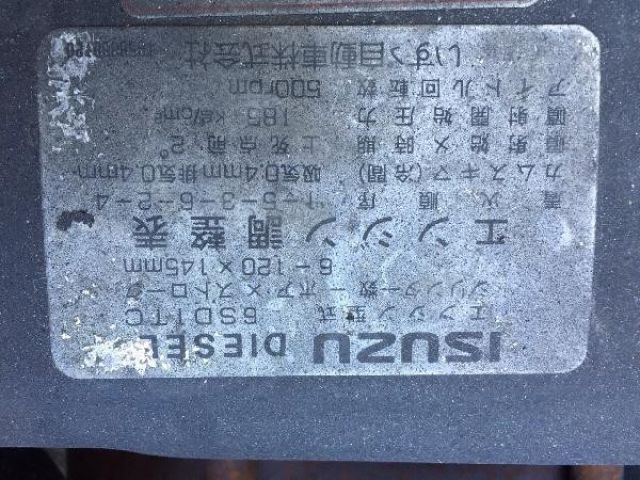 ISUZU DIESEL
エンジン型式 6SD1TC
シリンダー数-ボア×ストローク
6-120×145mm
エンジン調整表
着火順序 1-5-3-6-2-4
カムスキマ(冷間) 吸気0.4mm排気0.4mm
噴射始メ時期 上死点前 2°
噴射開始圧力 185 kg/cm²
アイドル回転数 500rpm
いすゞ自動車株式会社